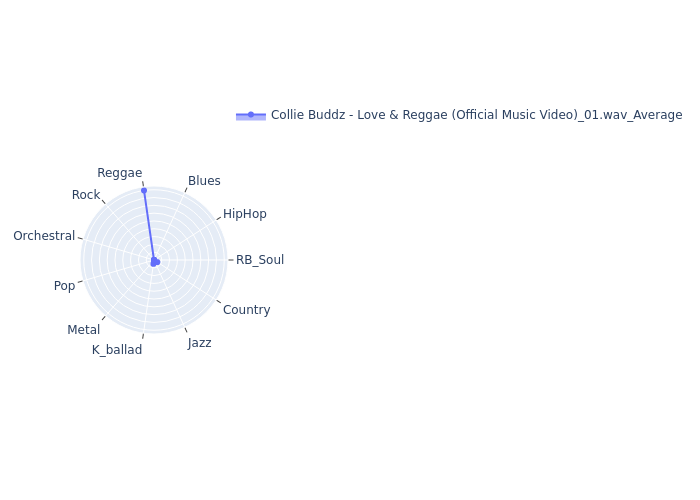 Collie Buddz - Love & Reggae (Official Music Video)_01.wav_Average
Reggae
Blues
Rock
HipHop
Orchestral
RB_Soul
Pop
Country
Metal
Jazz
K_ballad